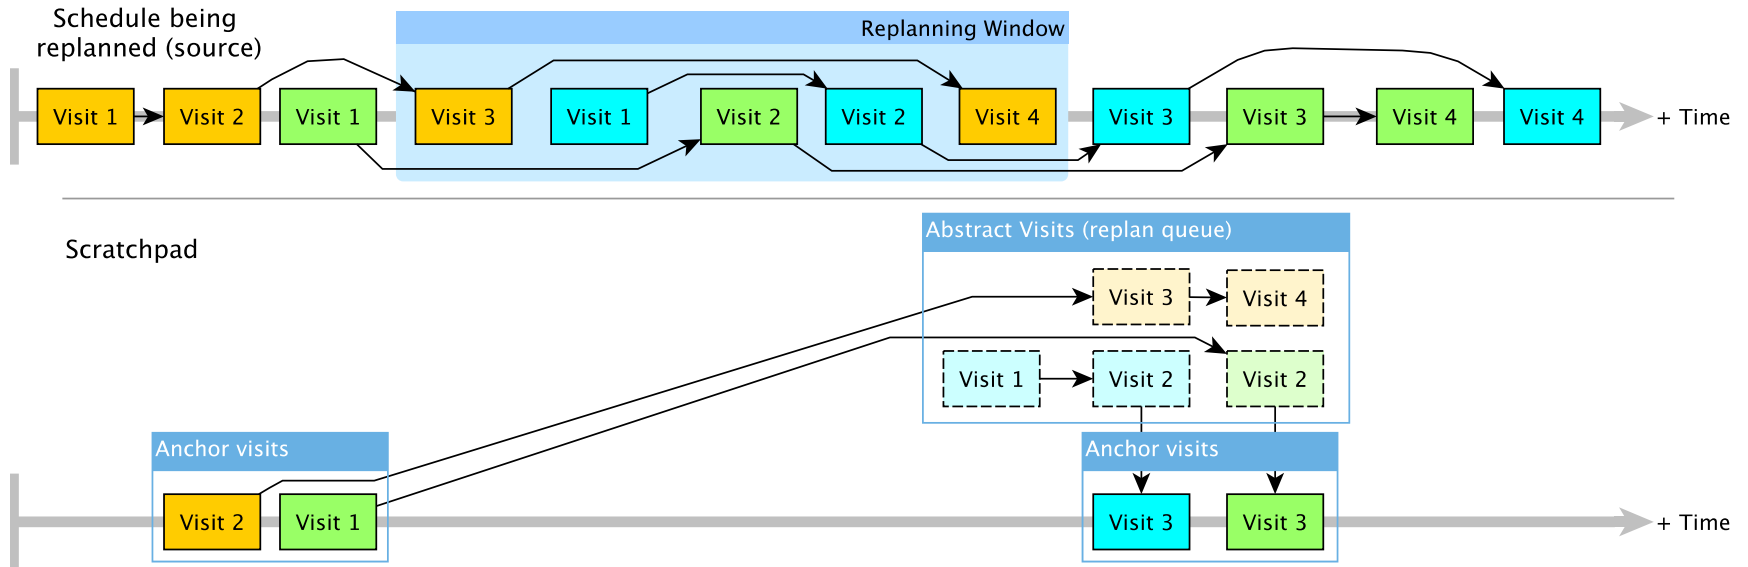 Schedule being
replanned (source)
Replanning Window
Visit 1
Visit 2
Visit 1
Visit 3
Visit 1
Visit 2
Visit 2
Visit 4
Visit 3
Visit 3
Visit 4
Visit 4
+ Time
Scratchpad
Abstract Visits (replan queue)
Visit 3
Visit 4
Visit 1
Visit 2
Visit 2
Anchor visits
Anchor visits
Visit 2
Visit 1
Visit 3
Visit 3
+ Time